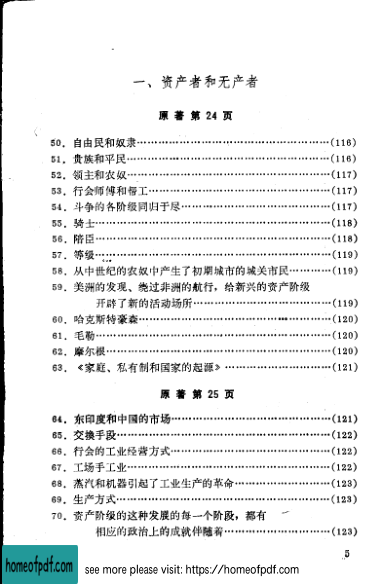 一、资产者和无产者
原著第24页
50．自由民和奴隶……………………………(116)
51．贵族和平民………………………………(116)
52．领主和农奴………………………………(117)
53．行会师傅和帮工…………………………(117)
54．斗争的各阶级同归于尽…………………(117)
55．骑士………………………………………(118)
56．陪臣………………………………………(118)
57．等级………………………………………(119)
58．从中世纪的农奴中产生了初期城市的城关市民…………(119)
59．美洲的发现、绕过非洲的航行，给新兴的资产阶级
开辟了新的活动场所……………………(119)
60．哈克斯特豪森……………………………(120)
61．毛勒………………………………………(120)
62．摩尔根……………………………………(120)
63．《家庭、私有制和国家的起源》…………(121)
原著第25页
64．东印度和中国的市场……………………(121)
65．交换手段…………………………………(122)
66．行会的工业经营方式……………………(122)
67．工场手工业………………………………(122)
68．蒸汽和机器引起了工业生产的革命……(123)
69．生产方式…………………………………(123)
70．资产阶级的这种发展的每一个阶段，都有
相应的政治上的成就伴随着……………(123)
5
homeofpdf.com
see more please visit: https://homeofpdf.com